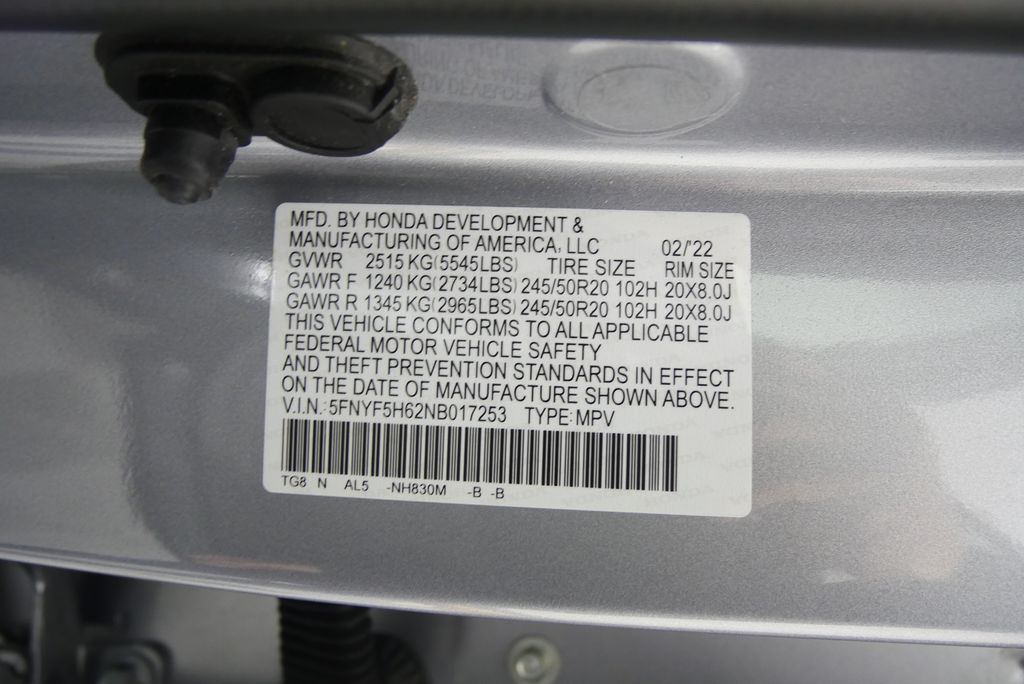 MFD. BY HONDA DEVELOPMENT &
MANUFACTURING OF AMERICA, LLC 02/'22
GVWR 2515 KG(5545LBS) TIRE SIZE RIM SIZE
GAWR F 1240 KG(2734LBS) 245/50R20 102H 20X8.0J
GAWR R 1345 KG(2965LBS) 245/50R20 102H 20X8.0J
THIS VEHICLE CONFORMS TO ALL APPLICABLE
FEDERAL MOTOR VEHICLE SAFETY
AND THEFT PREVENTION STANDARDS IN EFFECT
ON THE DATE OF MANUFACTURE SHOWN ABOVE.
V.I.N.: 5FNYF5H62NB017253 TYPE:MPV
TG8 N AL5 -NH830M -B -B